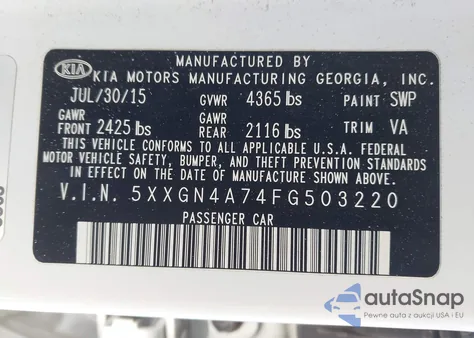 MANUFACTURED BY
KIA KIA MOTORS MANUFACTURING GEORGIA, INC.
JUL/30/15 GVWR 4365 lbs PAINT SWP
GAWR FRONT 2425 lbs GAWR REAR 2116 lbs TRIM VA
THIS VEHICLE CONFORMS TO ALL APPLICABLE U.S.A. FEDERAL
MOTOR VEHICLE SAFETY, BUMPER, AND THEFT PREVENTION STANDARDS
IN EFFECT ON THE DATE OF MANUFACTURE SHOWN ABOVE.
V.I.N. 5XXGN4A74FG503220
PASSENGER CAR
autoSnap
Pewne auta z aukcji USA i EU